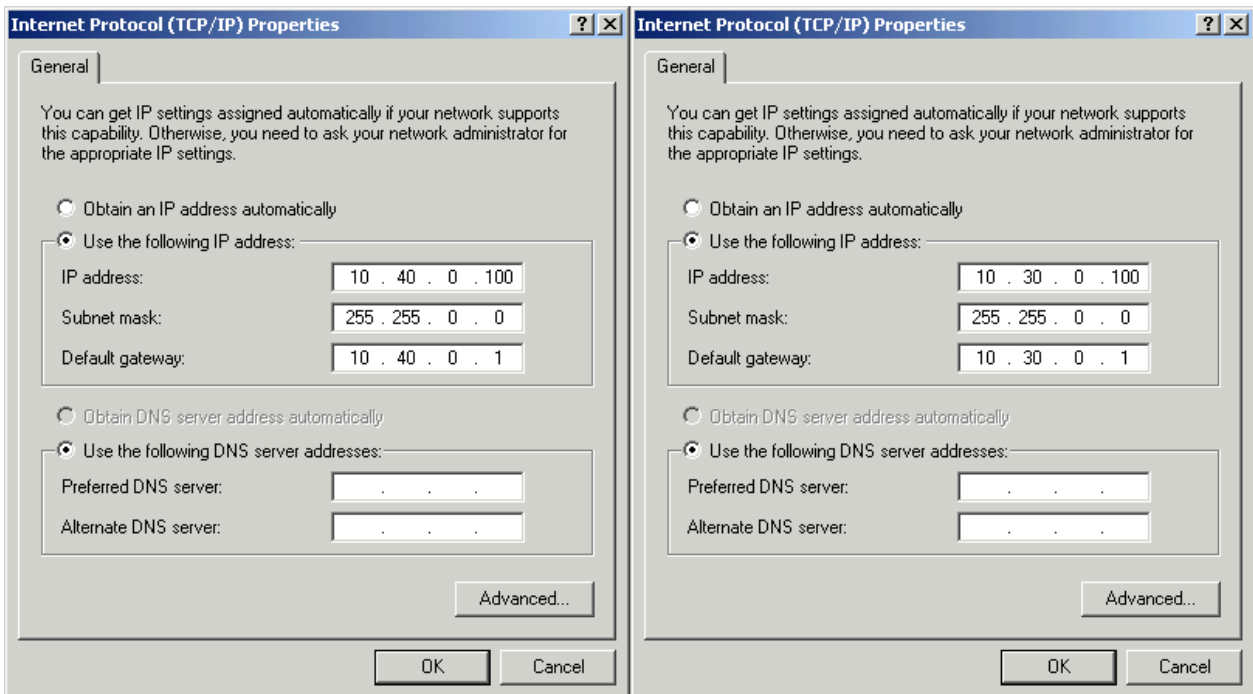 Internet Protocol (TCP/IP) Properties
General
You can get IP settings assigned automatically if your network supports
this capability. Otherwise, you need to ask your network administrator for
the appropriate IP settings.
Obtain an IP address automatically
Use the following IP address:
IP address: 10 . 40 . 0 . 100
Subnet mask: 255 . 255 . 0 . 0
Default gateway: 10 . 40 . 0 . 1
Obtain DNS server address automatically
Use the following DNS server addresses:
Preferred DNS server: . . .
Alternate DNS server: . . .
Advanced...
OK Cancel
Internet Protocol (TCP/IP) Properties
General
You can get IP settings assigned automatically if your network supports
this capability. Otherwise, you need to ask your network administrator for
the appropriate IP settings.
Obtain an IP address automatically
Use the following IP address:
IP address: 10 . 30 . 0 . 100
Subnet mask: 255 . 255 . 0 . 0
Default gateway: 10 . 30 . 0 . 1
Obtain DNS server address automatically
Use the following DNS server addresses:
Preferred DNS server: . . .
Alternate DNS server: . . .
Advanced...
OK Cancel